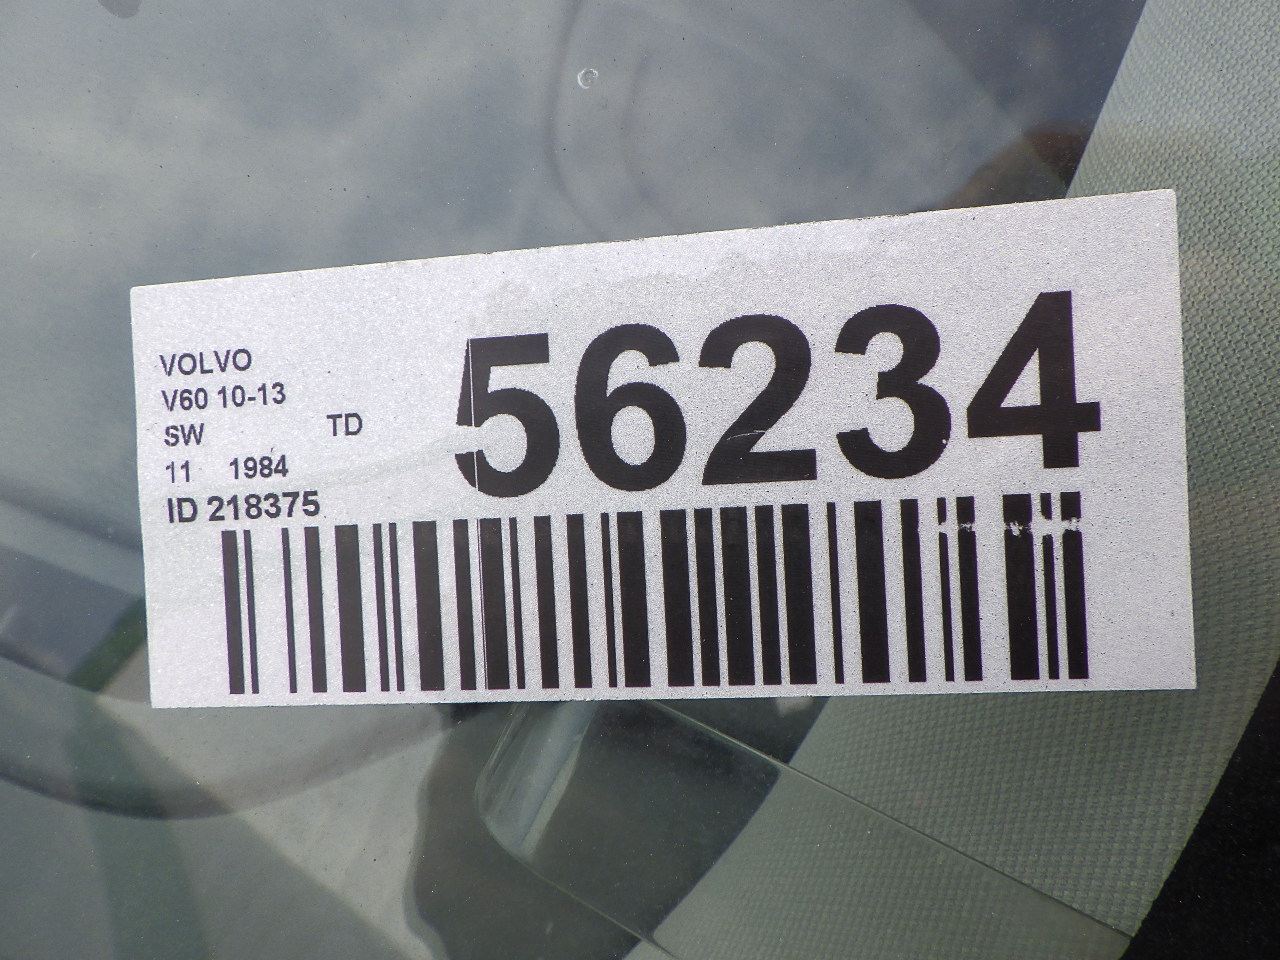 VOLVO
V60 10-13
SW TD
11 1984
ID 218375
56234